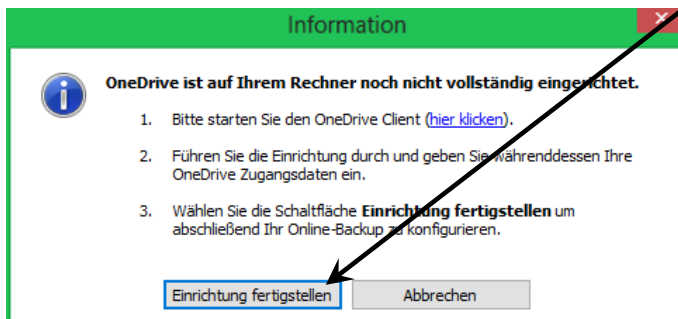 Information
OneDrive ist auf Ihrem Rechner noch nicht vollständig eingerichtet.
1. Bitte starten Sie den OneDrive Client (hier klicken).
2. Führen Sie die Einrichtung durch und geben Sie währenddessen Ihre
OneDrive Zugangsdaten ein.
3. Wählen Sie die Schaltfläche Einrichtung fertigstellen um
abschließend Ihr Online-Backup zu konfigurieren.
Einrichtung fertigstellen Abbrechen